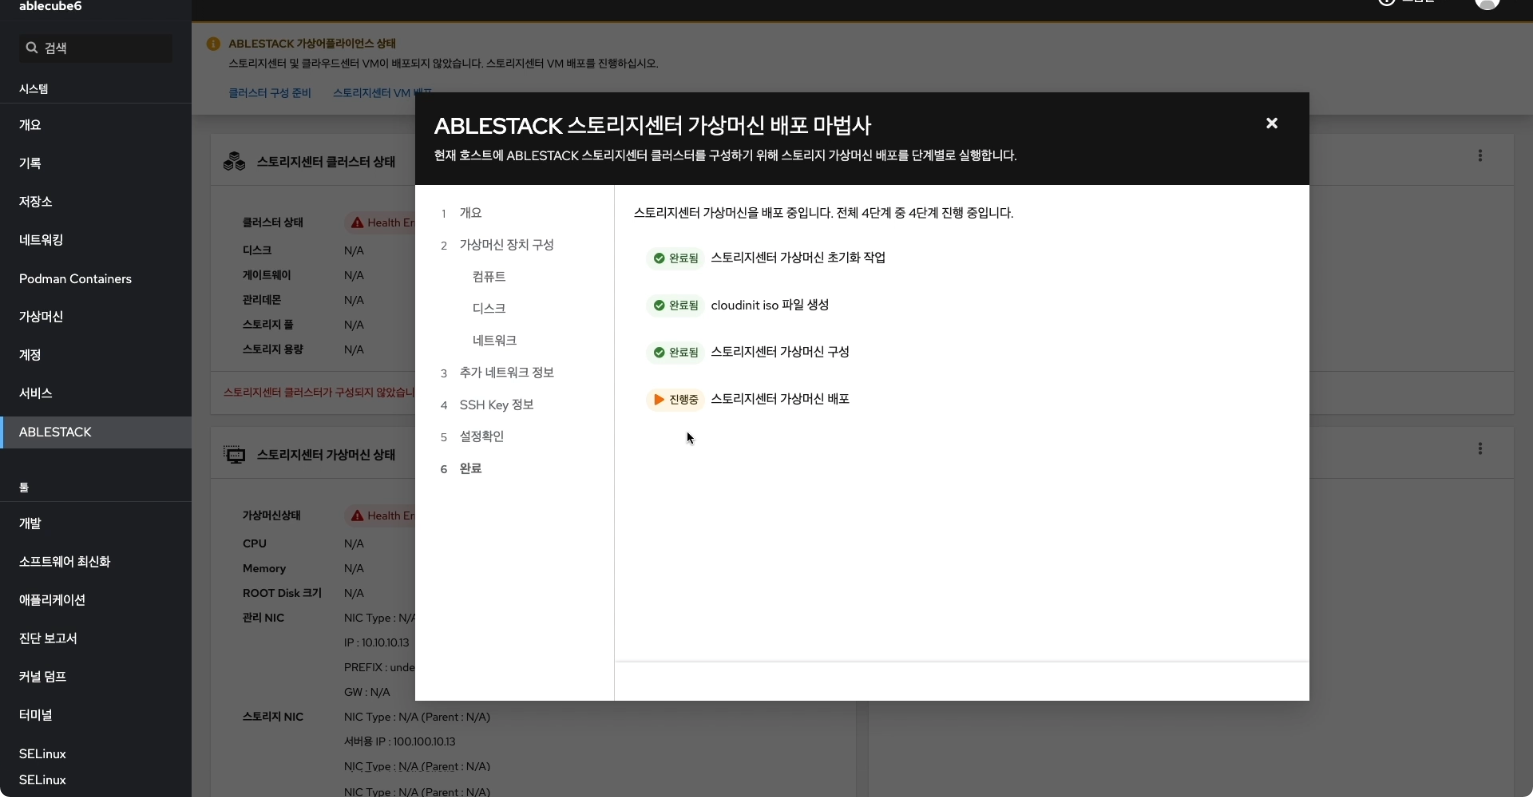 ablecube6
검색
시스템
개요
기록
저장소
네트워킹
Podman Containers
가상머신
계정
서비스
ABLESTACK
툴
개발
소프트웨어 최신화
애플리케이션
진단 보고서
커널 덤프
터미널
SELinux
SELinux
ABLESTACK 가상어플라이언스 상태
스토리지센터 및 클라우드센터 VM이 배포되지 않았습니다. 스토리지센터 VM 배포를 진행하십시오.
클러스터 구성 준비 스토리지센터 VM 배포
스토리지센터 클러스터 상태
클러스터 상태 Health Er
디스크 N/A
게이트웨이 N/A
관리데몬 N/A
스토리지 풀 N/A
스토리지 용량 N/A
스토리지센터 클러스터가 구성되지 않았습니
스토리지센터 가상머신 상태
가상머신상태 Health Er
CPU N/A
Memory N/A
ROOT Disk 크기 N/A
관리 NIC NIC Type : N/A
IP : 10.10.10.13
PREFIX : unde
GW : N/A
스토리지 NIC NIC Type : N/A (Parent : N/A)
서버용 IP : 100.100.10.13
NIC Type : N/A (Parent : N/A)
NIC Type : N/A (Parent : N/A)
ABLESTACK 스토리지센터 가상머신 배포 마법사
현재 호스트에 ABLESTACK 스토리지센터 클러스터를 구성하기 위해 스토리지 가상머신 배포를 단계별로 실행합니다.
1 개요
2 가상머신 장치 구성
컴퓨트
디스크
네트워크
3 추가 네트워크 정보
4 SSH Key 정보
5 설정확인
6 완료
스토리지센터 가상머신을 배포 중입니다. 전체 4단계 중 4단계 진행 중입니다.
완료됨 스토리지센터 가상머신 초기화 작업
완료됨 cloudinit iso 파일 생성
완료됨 스토리지센터 가상머신 구성
진행중 스토리지센터 가상머신 배포